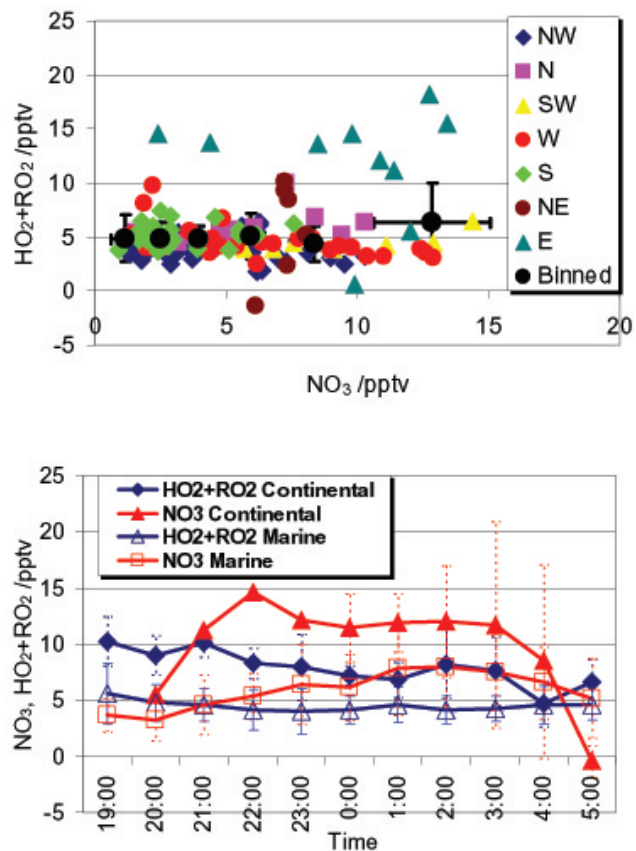 25
20
15
10
5
0
-5
HO₂+RO₂ /pptv
0 5 10 15 20
NO₃ /pptv
NW
N
SW
W
S
NE
E
Binned
25
20
15
10
5
0
-5
NO₃, HO₂+RO₂ /pptv
HO2+RO2 Continental
NO3 Continental
HO2+RO2 Marine
NO3 Marine
19:00 20:00 21:00 22:00 23:00 0:00 1:00 2:00 3:00 4:00 5:00
Time